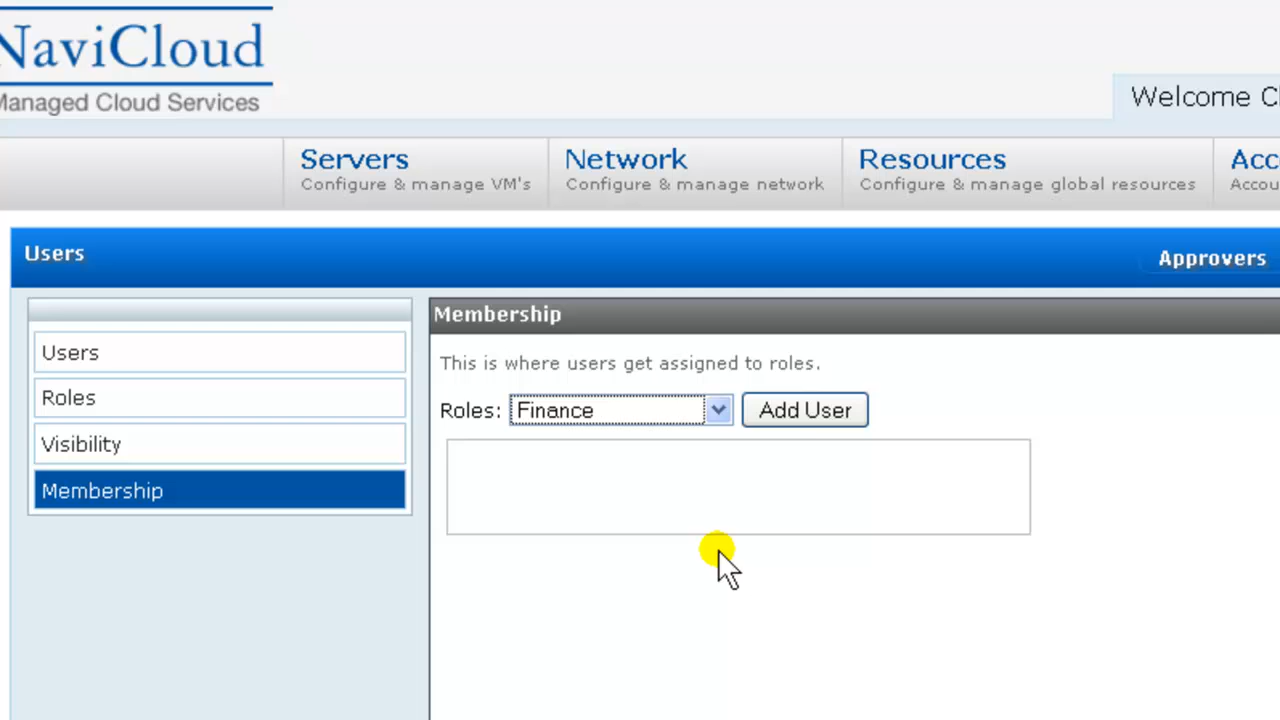 NaviCloud
Managed Cloud Services
Welcome
Servers
Configure & manage VM's
Network
Configure & manage network
Resources
Configure & manage global resources
Users
Approvers
Users
Roles
Visibility
Membership
Membership
This is where users get assigned to roles.
Roles: Finance Add User